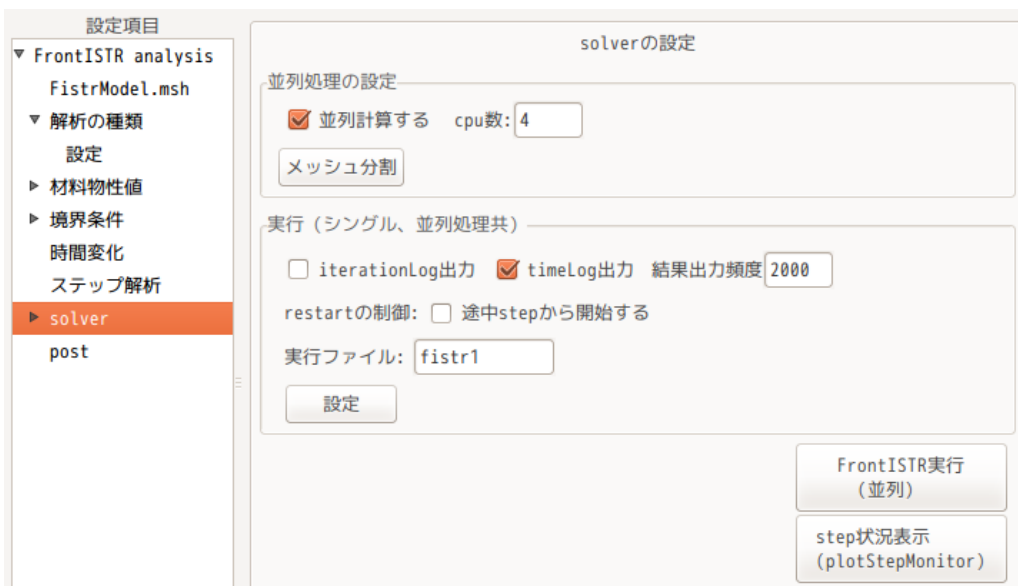 設定項目
FrontISTR analysis
FistrModel.msh
解析の種類
設定
材料物性値
境界条件
時間変化
ステップ解析
solver
post
solverの設定
並列処理の設定
並列計算する cpu数: 4
メッシュ分割
実行（シングル、並列処理共）
iterationLog出力 timeLog出力 結果出力頻度 2000
restartの制御: 途中stepから開始する
実行ファイル: fistr1
設定
FrontISTR実行
(並列)
step状況表示
(plotStepMonitor)